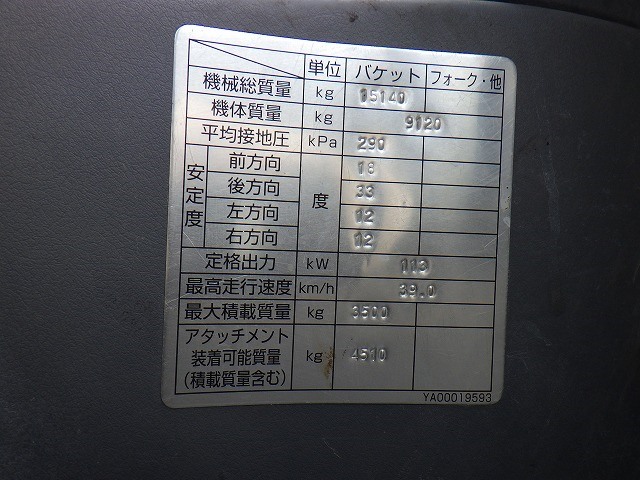 単位 バケット フォーク・他
機械総質量 kg 15140
機体質量 kg 9120
平均接地圧 kPa 290
安定度 前方向 度 18
後方向 33
左方向 12
右方向 12
定格出力 kW 113
最高走行速度 km/h 39.0
最大積載質量 kg 3500
アタッチメント
装着可能質量 kg 4510
(積載質量含む)
YA00019593